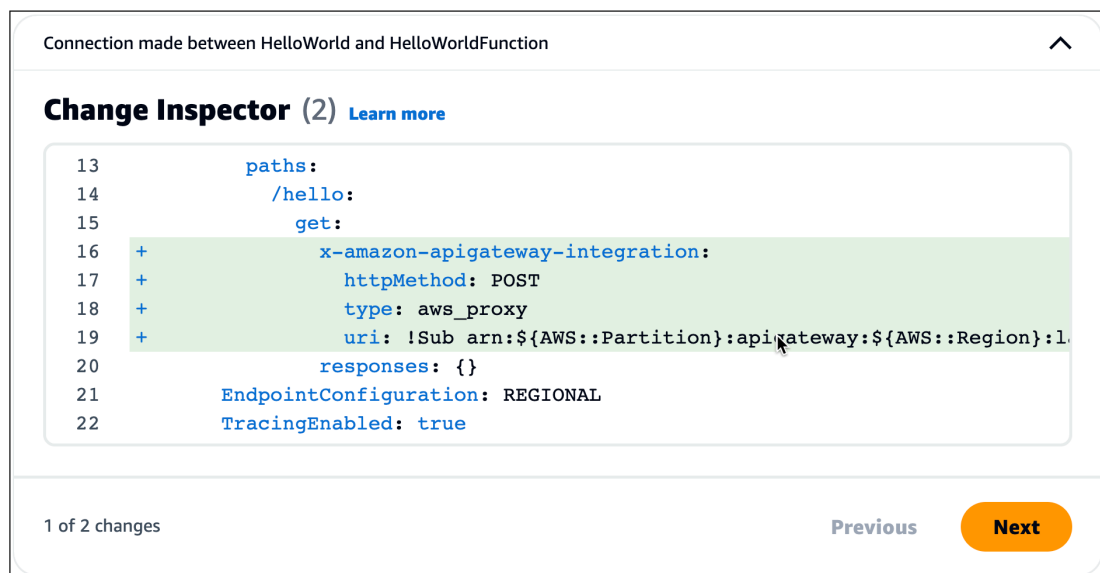 Connection made between HelloWorld and HelloWorldFunction
Change Inspector (2) Learn more
13 paths:
14 /hello:
15 get:
16 + x-amazon-apigateway-integration:
17 + httpMethod: POST
18 + type: aws_proxy
19 + uri: !Sub arn:${AWS::Partition}:apigateway:${AWS::Region}:l
20 responses: {}
21 EndpointConfiguration: REGIONAL
22 TracingEnabled: true
1 of 2 changes Previous Next